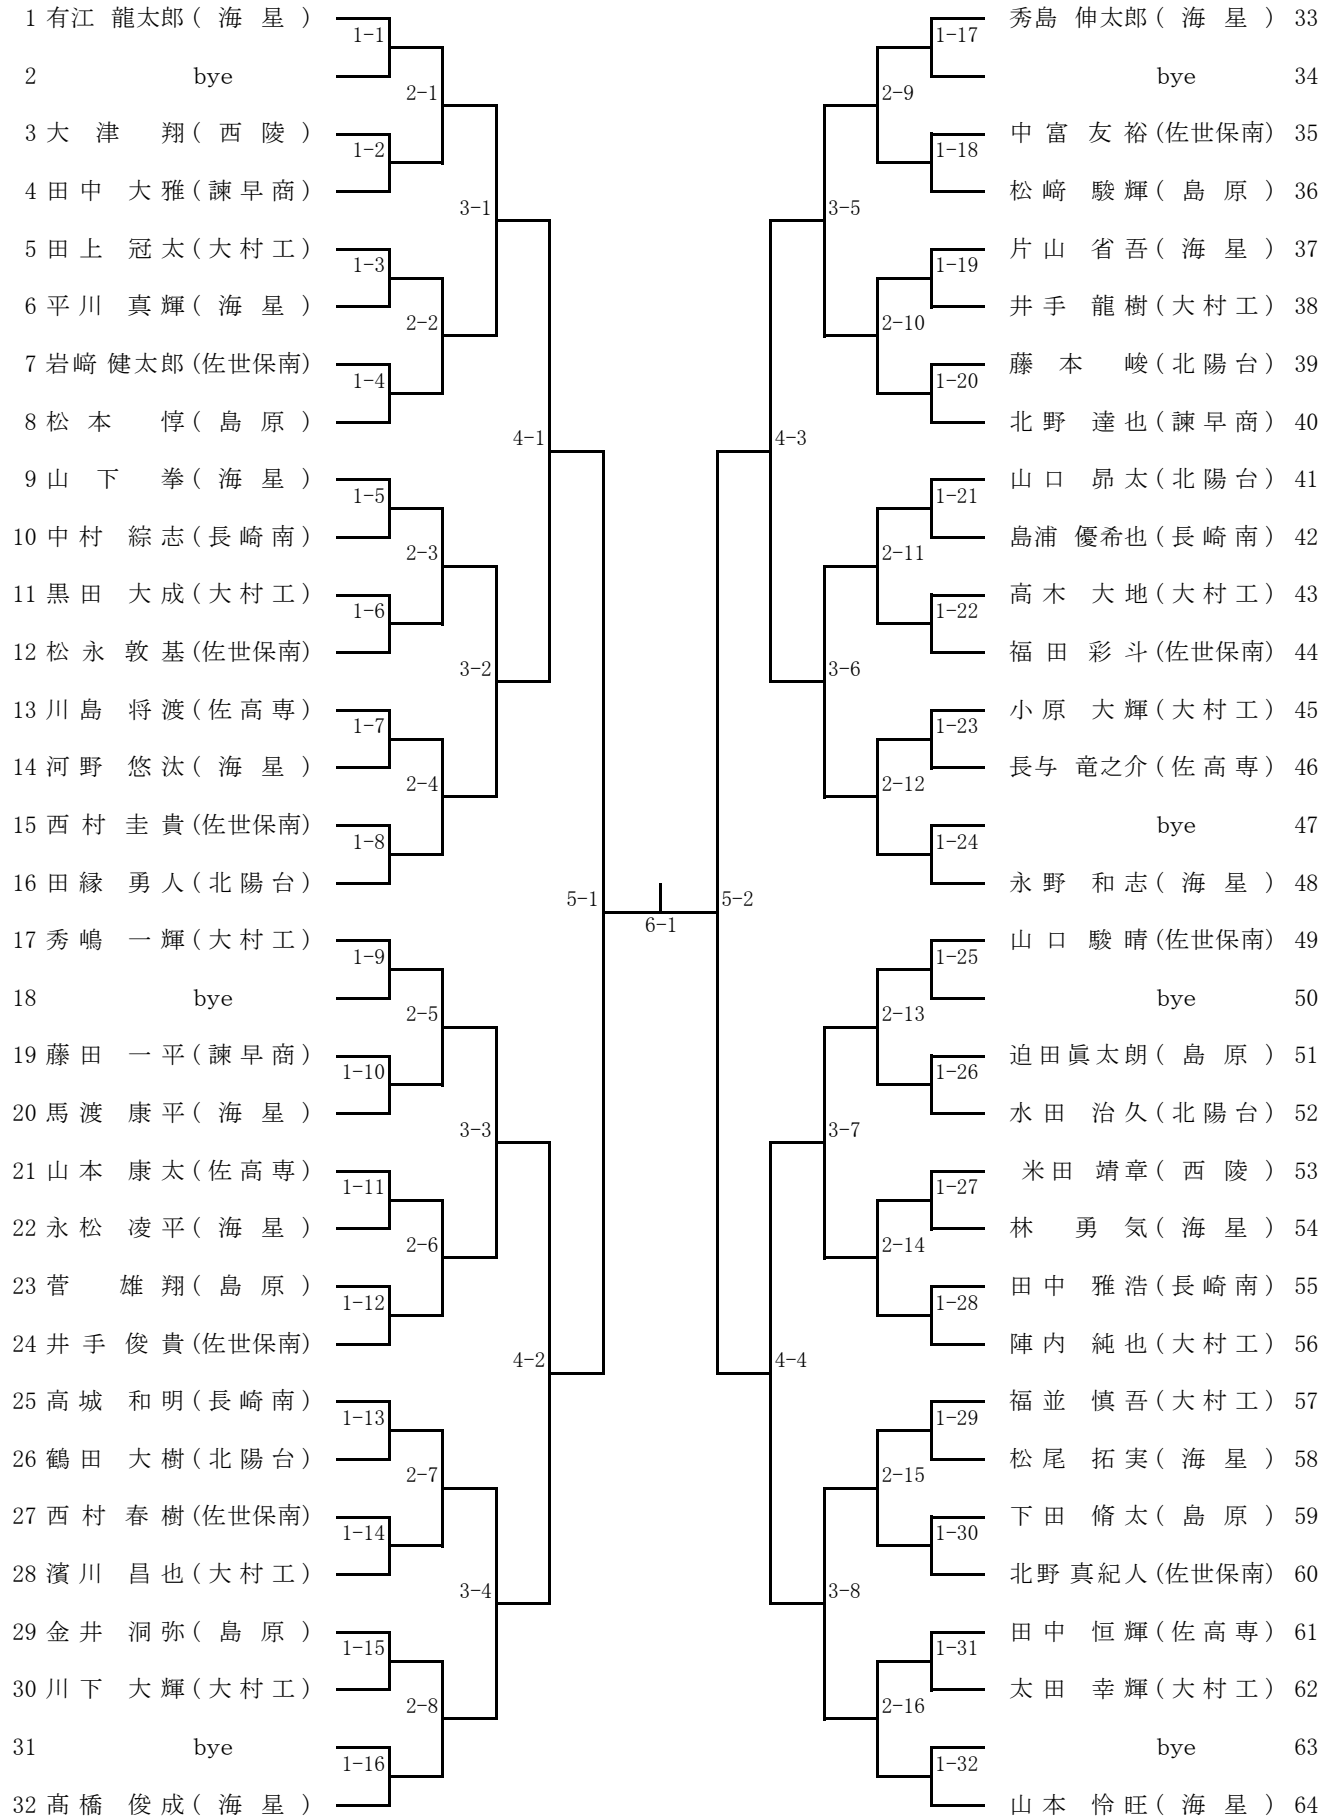 1 有江 龍太郎 ( 海 星 )
1-1
2 bye
2-1
3 大 津 翔 ( 西 陵 )
1-2
4 田 中 大 雅 ( 諫 早 商 )
3-1
5 田 上 冠 太 ( 大 村 工 )
1-3
6 平 川 真 輝 ( 海 星 )
2-2
7 岩﨑 健太郎 (佐世保南)
1-4
8 松 本 惇 ( 島 原 )
4-1
9 山 下 拳 ( 海 星 )
1-5
10 中 村 綜 志 ( 長 崎 南 )
2-3
11 黒 田 大 成 ( 大 村 工 )
1-6
12 松 永 敦 基 (佐世保南)
3-2
13 川 島 将 渡 ( 佐 高 専 )
1-7
14 河 野 悠 汰 ( 海 星 )
2-4
15 西 村 圭 貴 (佐世保南)
1-8
16 田 縁 勇 人 ( 北 陽 台 )
5-1
17 秀 嶋 一 輝 ( 大 村 工 )
1-9
18 bye
2-5
19 藤 田 一 平 ( 諫 早 商 )
1-10
20 馬 渡 康 平 ( 海 星 )
3-3
21 山 本 康 太 ( 佐 高 専 )
1-11
22 永 松 凌 平 ( 海 星 )
2-6
23 菅 雄 翔 ( 島 原 )
1-12
24 井 手 俊 貴 (佐世保南)
4-2
25 高 城 和 明 ( 長 崎 南 )
1-13
26 鶴 田 大 樹 ( 北 陽 台 )
2-7
27 西 村 春 樹 (佐世保南)
1-14
28 濱 川 昌 也 ( 大 村 工 )
3-4
29 金 井 洞 弥 ( 島 原 )
1-15
30 川 下 大 輝 ( 大 村 工 )
2-8
31 bye
1-16
32 髙 橋 俊 成 ( 海 星 )
6-1
秀島 伸太郎 ( 海 星 ) 33
1-17
bye 34
2-9
中 富 友 裕 (佐世保南) 35
1-18
松 﨑 駿 輝 ( 島 原 ) 36
3-5
片 山 省 吾 ( 海 星 ) 37
1-19
井 手 龍 樹 ( 大 村 工 ) 38
2-10
藤 本 峻 ( 北 陽 台 ) 39
1-20
北 野 達 也 ( 諫 早 商 ) 40
4-3
山 口 昴 太 ( 北 陽 台 ) 41
1-21
島浦 優希也 ( 長 崎 南 ) 42
2-11
高 木 大 地 ( 大 村 工 ) 43
1-22
福 田 彩 斗 (佐世保南) 44
3-6
小 原 大 輝 ( 大 村 工 ) 45
1-23
長与 竜之介 ( 佐 高 専 ) 46
2-12
bye 47
1-24
永 野 和 志 ( 海 星 ) 48
5-2
山 口 駿 晴 (佐世保南) 49
1-25
bye 50
2-13
迫田眞太朗 ( 島 原 ) 51
1-26
水 田 治 久 ( 北 陽 台 ) 52
3-7
米田 靖章 ( 西 陵 ) 53
1-27
林 勇 気 ( 海 星 ) 54
2-14
田 中 雅 浩 ( 長 崎 南 ) 55
1-28
陣 内 純 也 ( 大 村 工 ) 56
4-4
福 並 慎 吾 ( 大 村 工 ) 57
1-29
松 尾 拓 実 ( 海 星 ) 58
2-15
下 田 脩 太 ( 島 原 ) 59
1-30
北野 真紀人 (佐世保南) 60
3-8
田 中 恒 輝 ( 佐 高 専 ) 61
1-31
太 田 幸 輝 ( 大 村 工 ) 62
2-16
bye 63
1-32
山 本 怜 旺 ( 海 星 ) 64